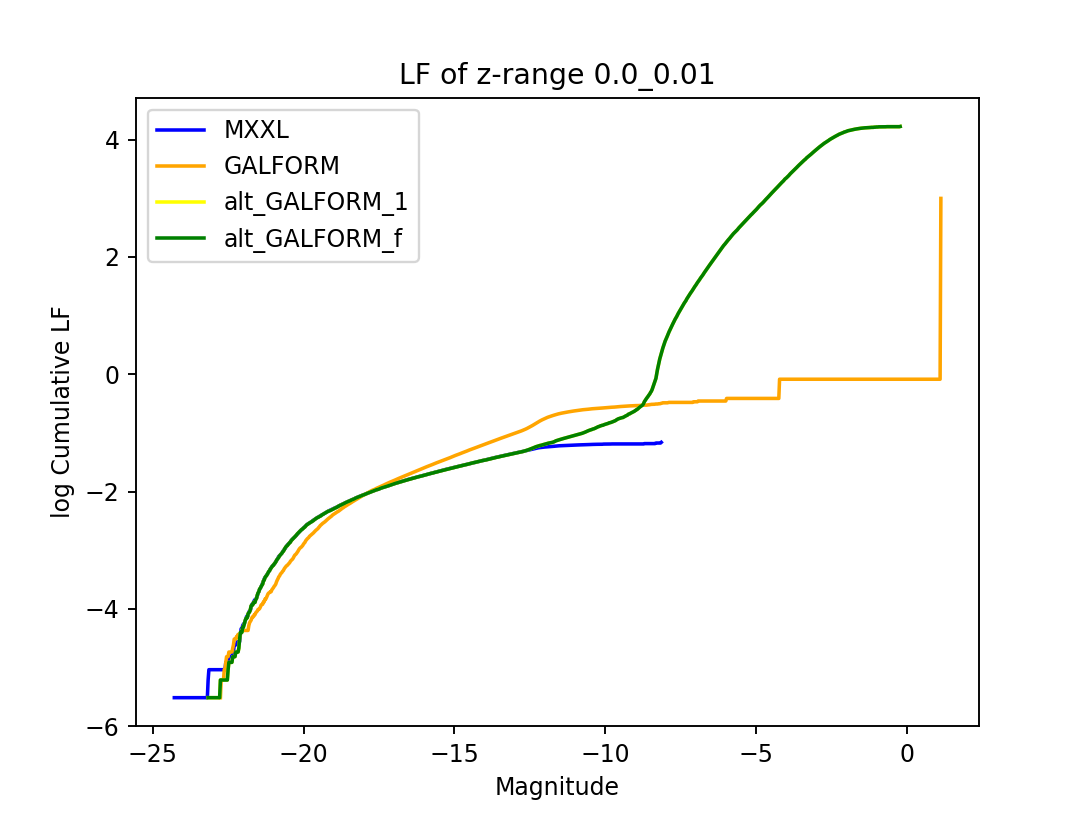 LF of z-range 0.0_0.01
MXXL
GALFORM
alt_GALFORM_1
alt_GALFORM_f
log Cumulative LF
4
2
0
−2
−4
−6
−25
−20
−15
−10
−5
0
Magnitude